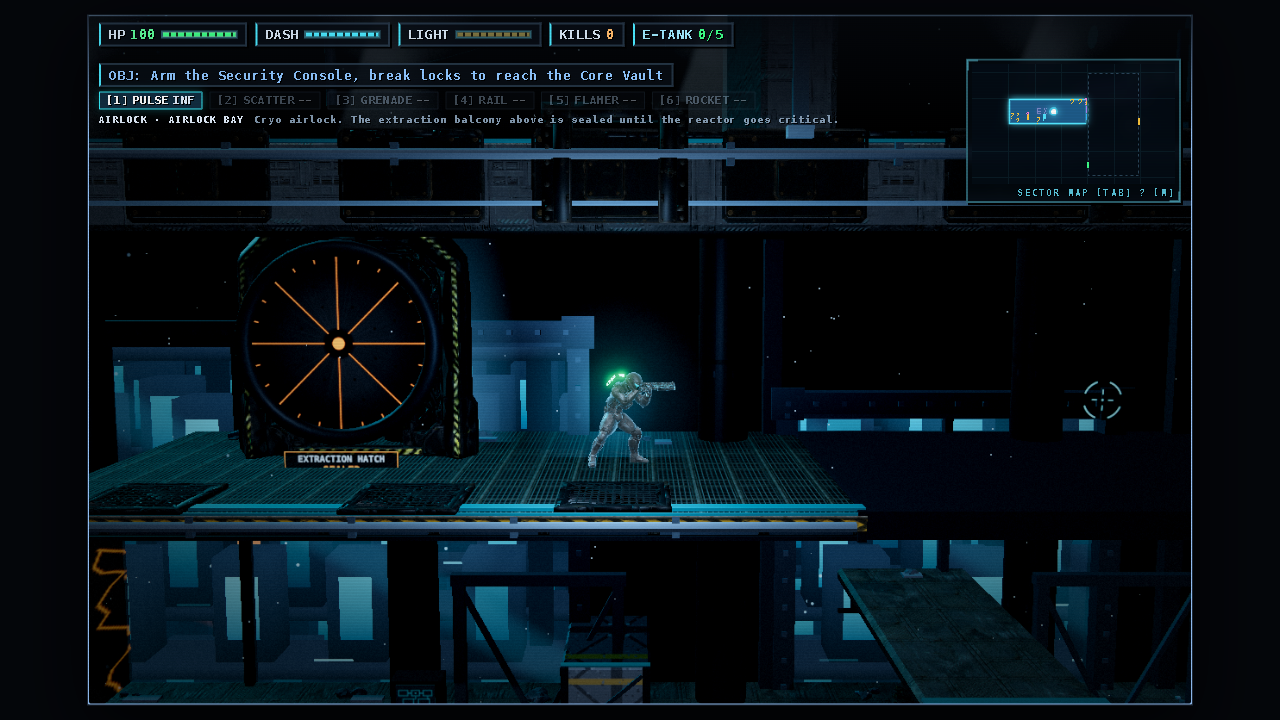 HP 100
DASH
LIGHT
KILLS 0
E-TANK 0/5
OBJ: Arm the Security Console, break locks to reach the Core Vault
[1] PULSE INF [2] SCATTER -- [3] GRENADE -- [4] RAIL -- [5] FLAMER -- [6] ROCKET --
AIRLOCK · AIRLOCK BAY Cryo airlock. The extraction balcony above is sealed until the reactor goes critical.
SECTOR MAP [TAB] ? [M]
EXTRACTION HATCH